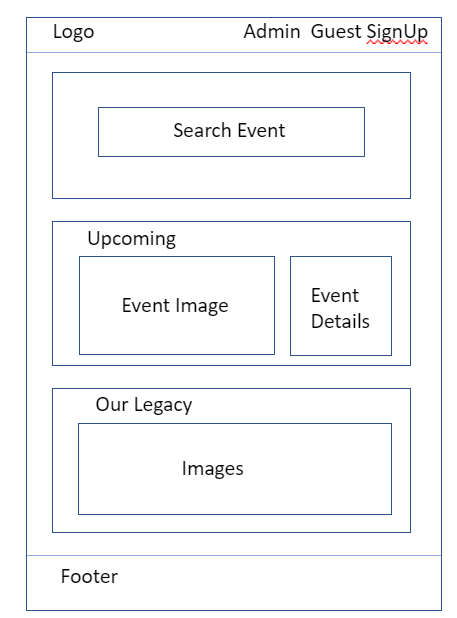 Logo Admin Guest SignUp
Search Event
Upcoming
Event Image
Event
Details
Our Legacy
Images
Footer